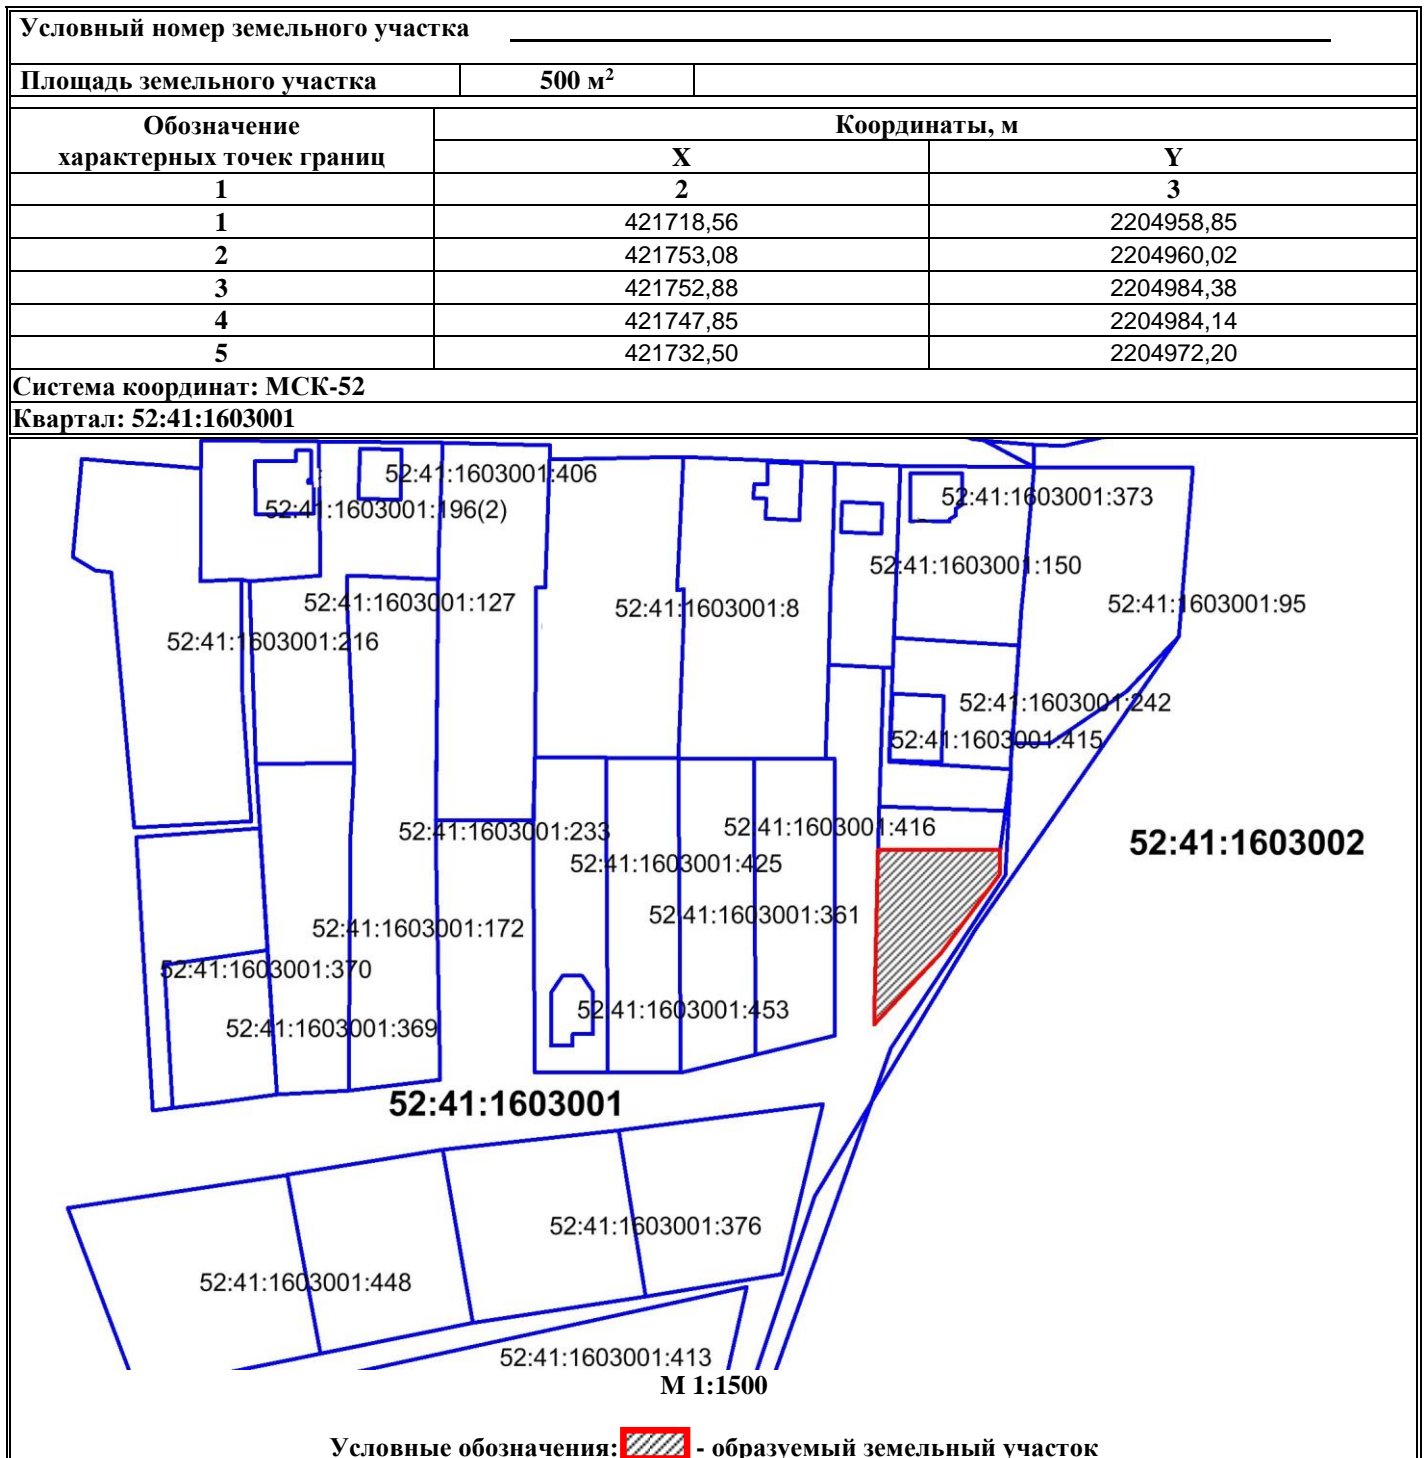 Условный номер земельного участка
Площадь земельного участка 500 м²
Обозначение характерных точек границ Координаты, м
X Y
1 2 3
1 421718,56 2204958,85
2 421753,08 2204960,02
3 421752,88 2204984,38
4 421747,85 2204984,14
5 421732,50 2204972,20
Система координат: МСК-52
Квартал: 52:41:1603001
52:41:1603001:406
52:41:1603001:373
52:41:1603001:196(2)
52:41:1603001:150
52:41:1603001:127
52:41:1603001:8
52:41:1603001:95
52:41:1603001:216
52:41:1603001:242
52:41:1603001:415
52:41:1603001:233
52:41:1603001:416
52:41:1603002
52:41:1603001:425
52:41:1603001:361
52:41:1603001:172
52:41:1603001:370
52:41:1603001:453
52:41:1603001:369
52:41:1603001
52:41:1603001:376
52:41:1603001:448
52:41:1603001:413
М 1:1500
Условные обозначения: - образуемый земельный участок